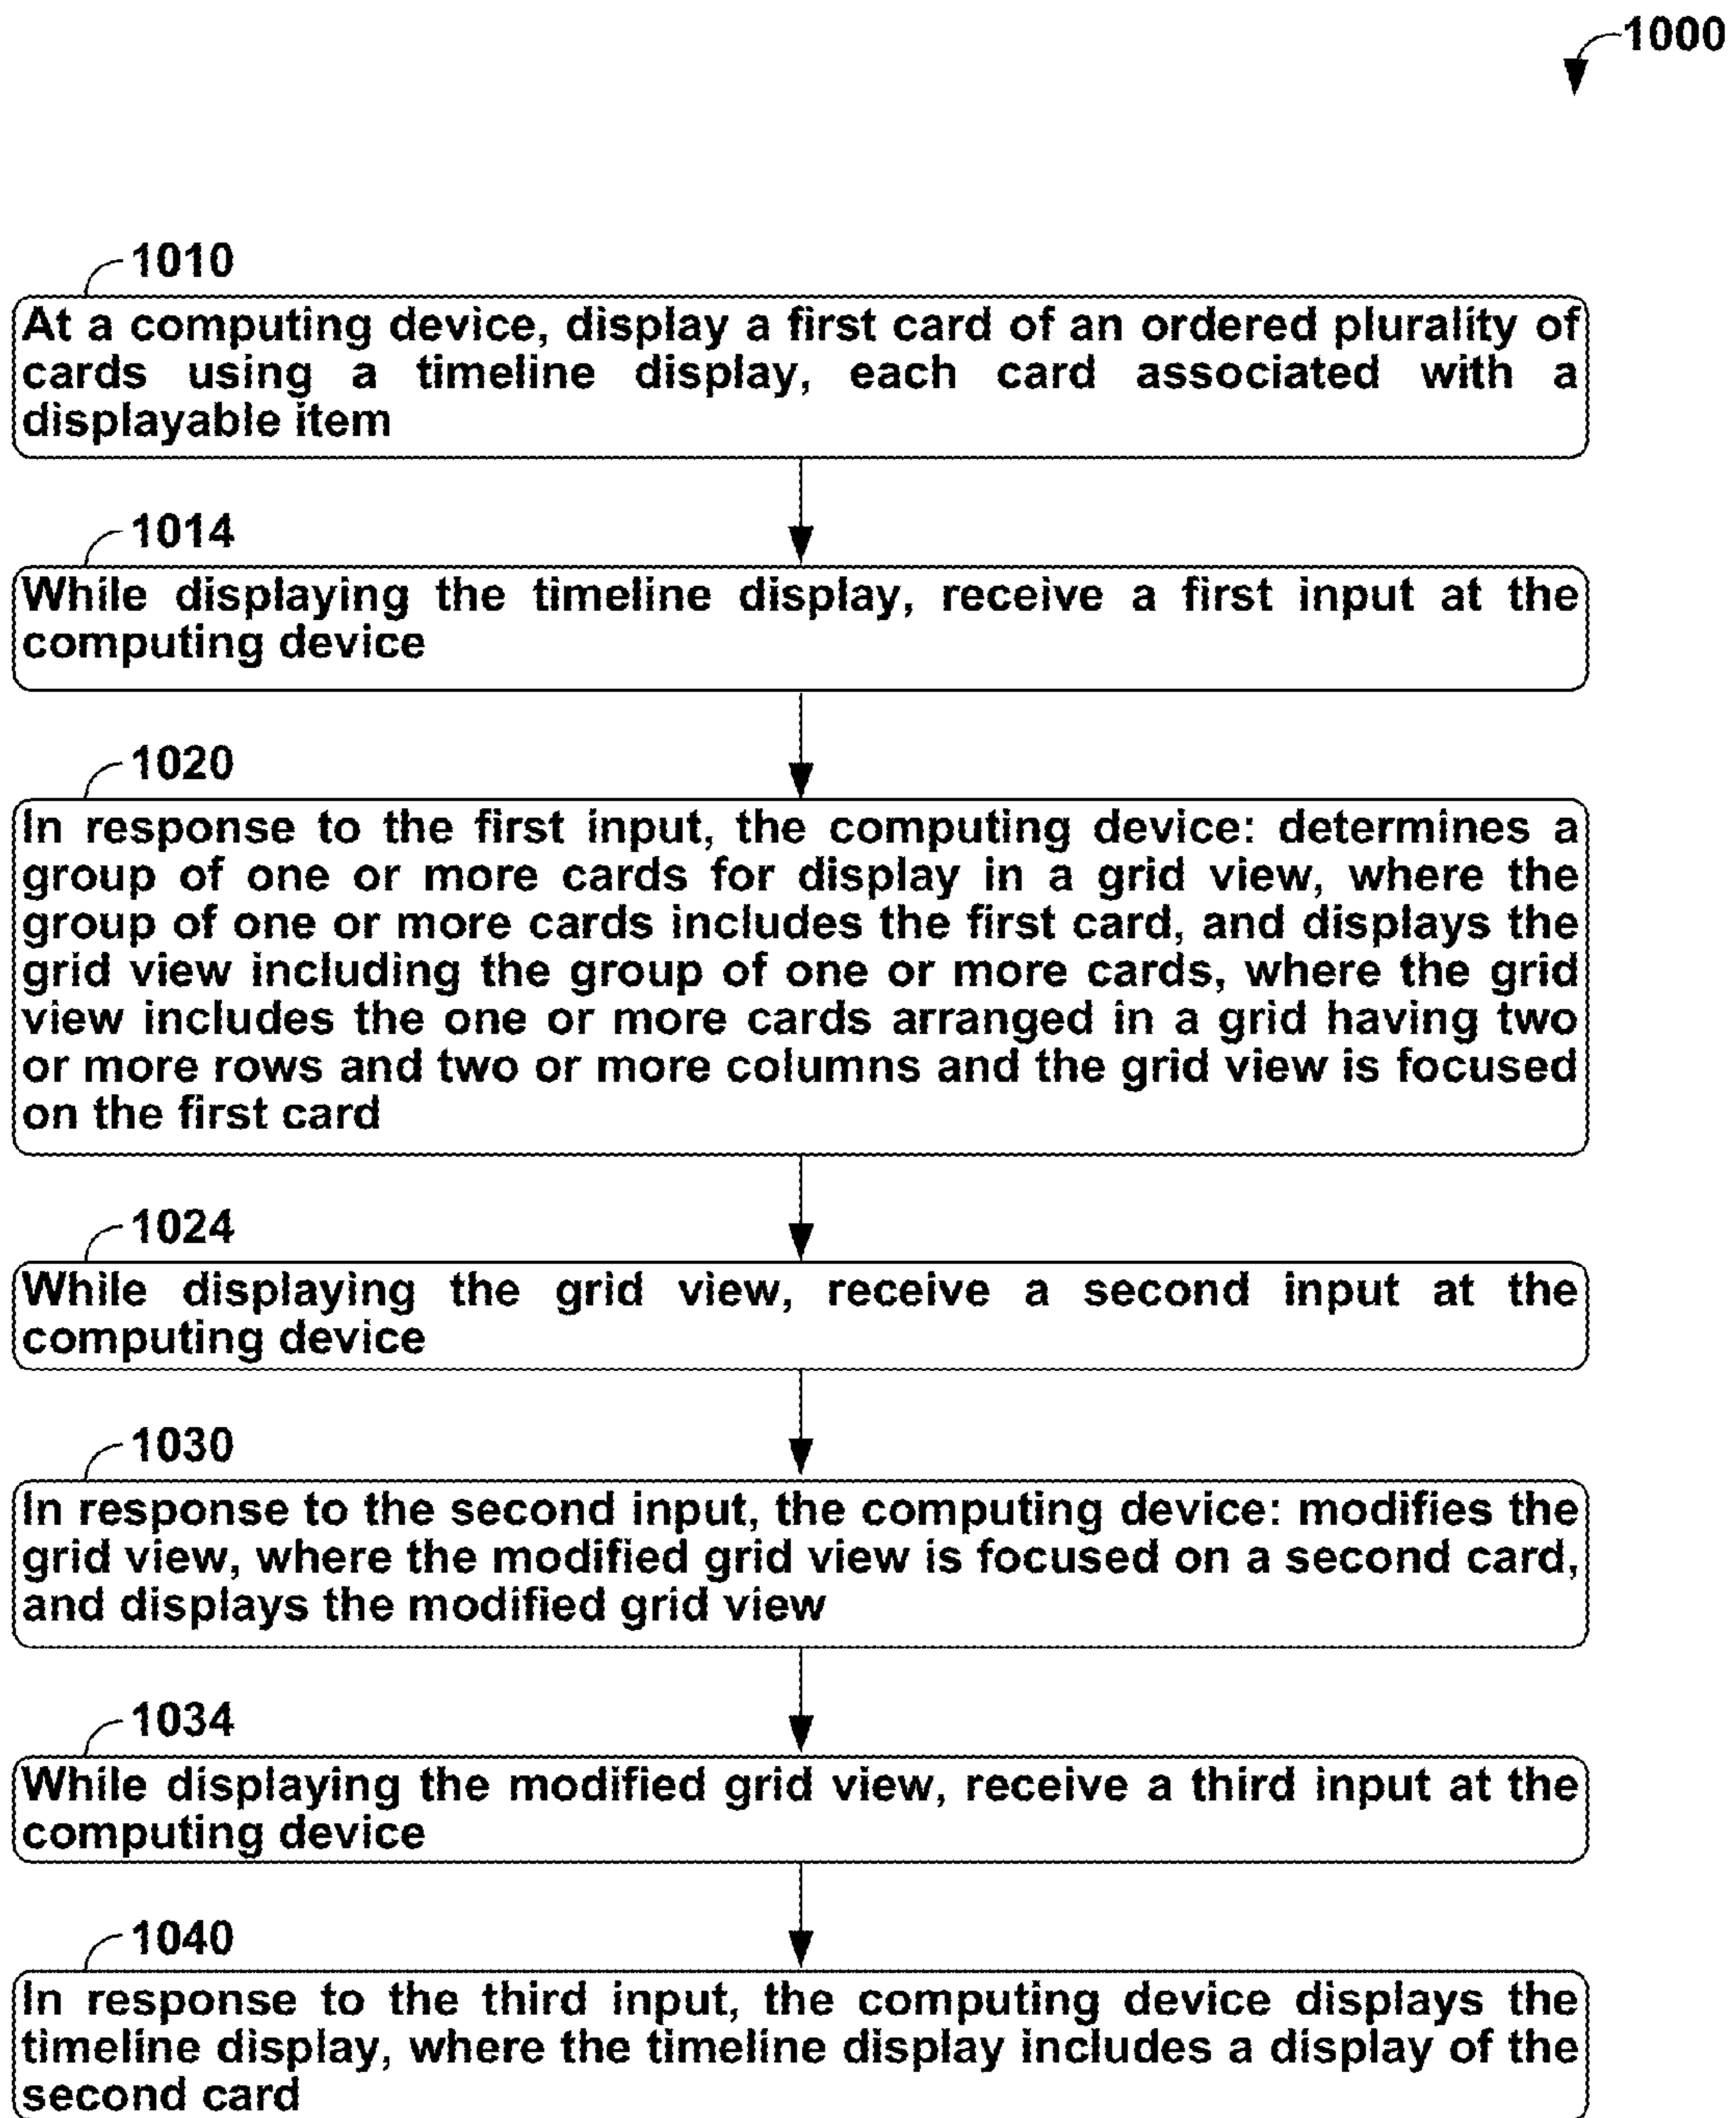 1000
1010
At a computing device, display a first card of an ordered plurality of
cards using a timeline display, each card associated with a
displayable item
1014
While displaying the timeline display, receive a first input at the
computing device
1020
In response to the first input, the computing device: determines a
group of one or more cards for display in a grid view, where the
group of one or more cards includes the first card, and displays the
grid view including the group of one or more cards, where the grid
view includes the one or more cards arranged in a grid having two
or more rows and two or more columns and the grid view is focused
on the first card
1024
While displaying the grid view, receive a second input at the
computing device
1030
In response to the second input, the computing device: modifies the
grid view, where the modified grid view is focused on a second card,
and displays the modified grid view
1034
While displaying the modified grid view, receive a third input at the
computing device
1040
In response to the third input, the computing device displays the
timeline display, where the timeline display includes a display of the
second card